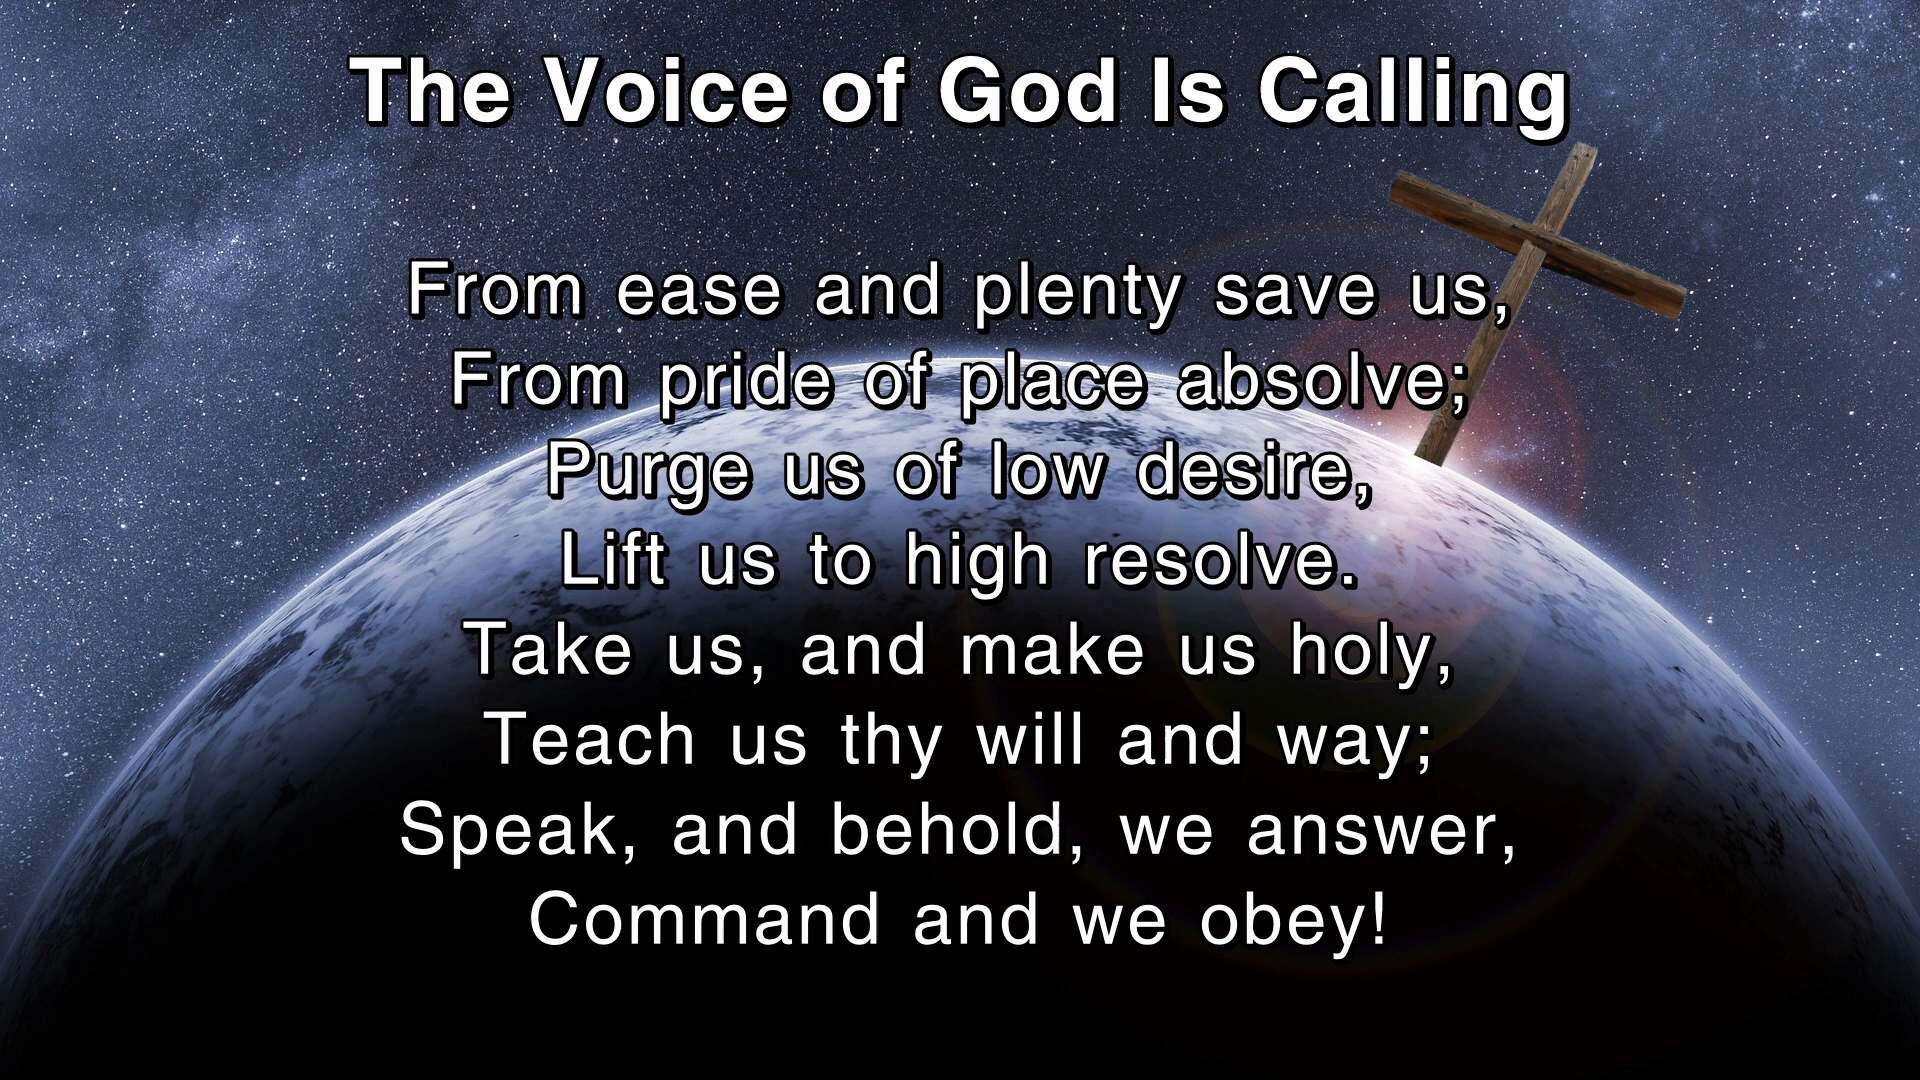 The Voice of God Is Calling
From ease and plenty save us,
From pride of place absolve;
Purge us of low desire,
Lift us to high resolve.
Take us, and make us holy,
Teach us thy will and way;
Speak, and behold, we answer,
Command and we obey!